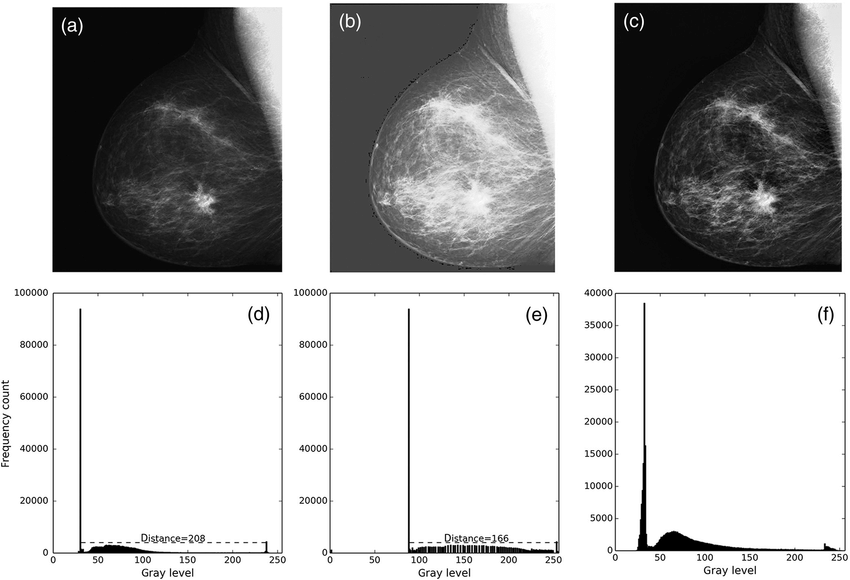 (a)
(b)
(c)
100000
80000
60000
40000
20000
0
Frequency count
(d)
Distance=208
0 50 100 150 200 250
Gray level
100000
80000
60000
40000
20000
0
(e)
Distance=166
0 50 100 150 200 250
Gray level
40000
35000
30000
25000
20000
15000
10000
5000
0
(f)
0 50 100 150 200 250
Gray level